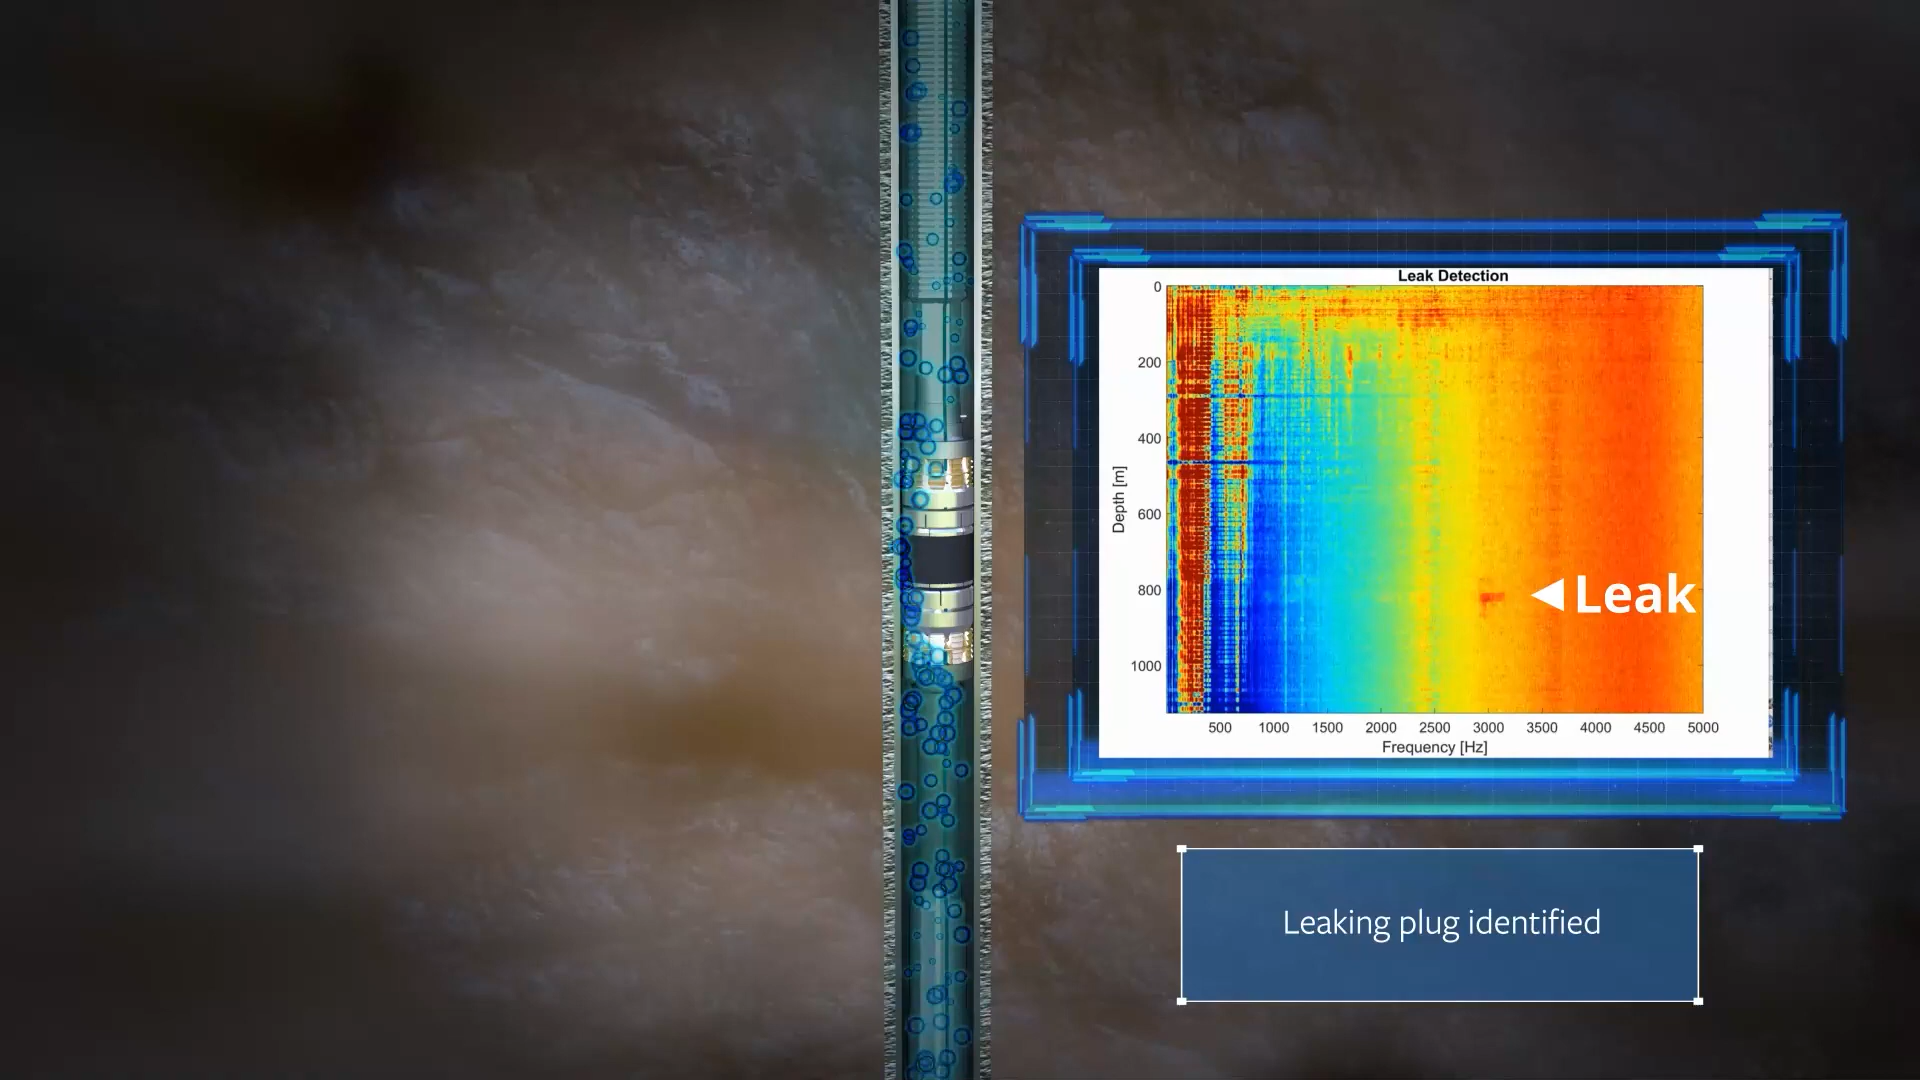 Leak Detection
0
200
400
600
800
1000
Depth [m]
Leak
500 1000 1500 2000 2500 3000 3500 4000 4500 5000
Frequency [Hz]
Leaking plug identified